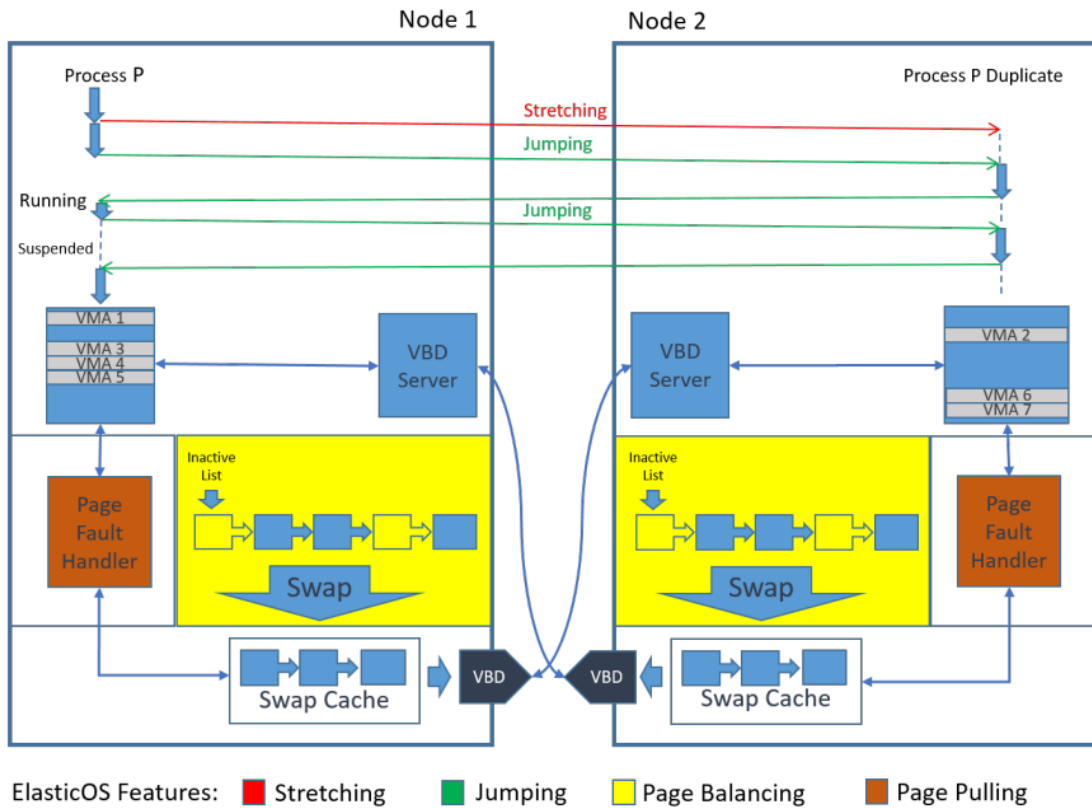 Node 1
Node 2
Process P
Process P Duplicate
Stretching
Jumping
Running
Jumping
Suspended
VMA 1
VMA 3
VMA 4
VMA 5
VBD
Server
VBD
Server
VMA 2
VMA 6
VMA 7
Inactive
List
Inactive
List
Page
Fault
Handler
Page
Fault
Handler
Swap
Swap
VBD
VBD
Swap Cache
Swap Cache
ElasticOS Features: Stretching Jumping Page Balancing Page Pulling